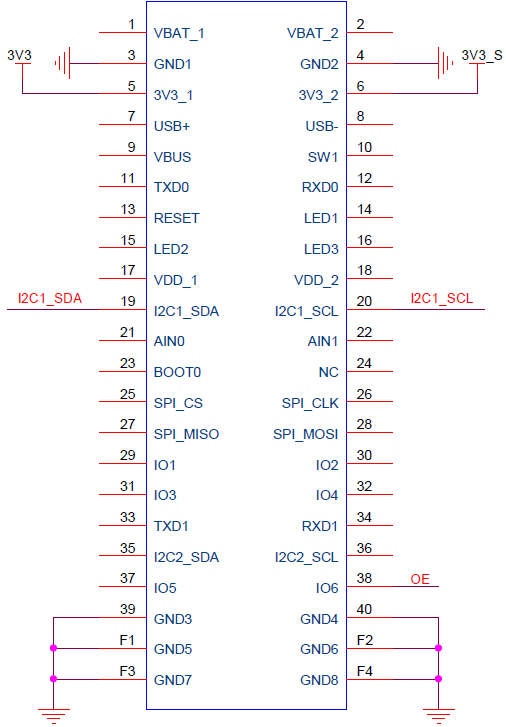 1 VBAT_1 VBAT_2 2
3V3 3 GND1 GND2 4 3V3_S
5 3V3_1 3V3_2 6
7 USB+ USB- 8
9 VBUS SW1 10
11 TXD0 RXD0 12
13 RESET LED1 14
15 LED2 LED3 16
17 VDD_1 VDD_2 18
I2C1_SDA 19 I2C1_SDA I2C1_SCL 20 I2C1_SCL
21 AIN0 AIN1 22
23 BOOT0 NC 24
25 SPI_CS SPI_CLK 26
27 SPI_MISO SPI_MOSI 28
29 IO1 IO2 30
31 IO3 IO4 32
33 TXD1 RXD1 34
35 I2C2_SDA I2C2_SCL 36
37 IO5 IO6 38 OE
39 GND3 GND4 40
F1 GND5 GND6 F2
F3 GND7 GND8 F4